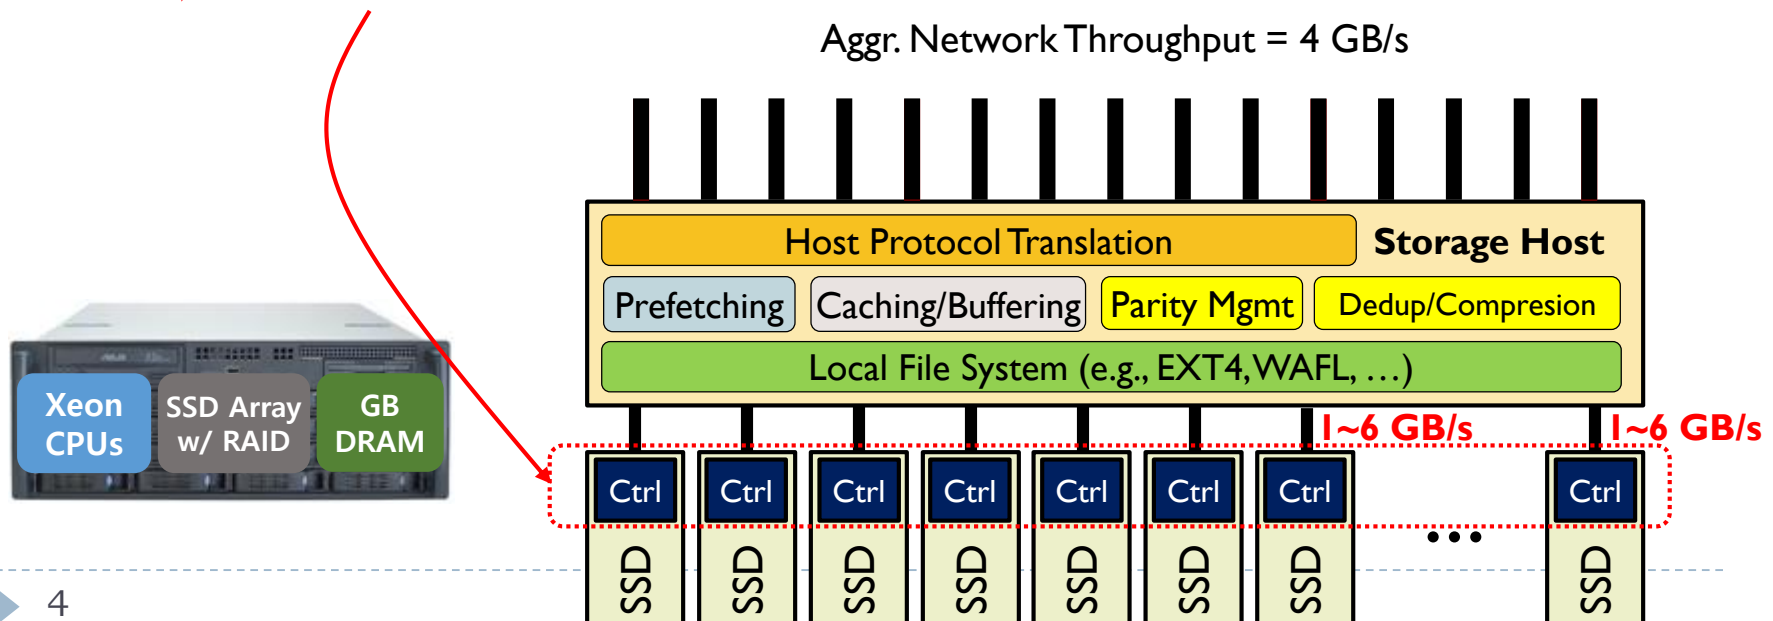 Aggr. Network Throughput = 4 GB/s
Host Protocol Translation
Storage Host
Prefetching
Caching/Buffering
Parity Mgmt
Dedup/Compresion
Local File System (e.g., EXT4, WAFL, …)
Xeon
CPUs
SSD Array
w/ RAID
GB
DRAM
1~6 GB/s
1~6 GB/s
Ctrl
Ctrl
Ctrl
Ctrl
Ctrl
Ctrl
Ctrl
Ctrl
...
SSD
SSD
SSD
SSD
SSD
SSD
SSD
SSD
4